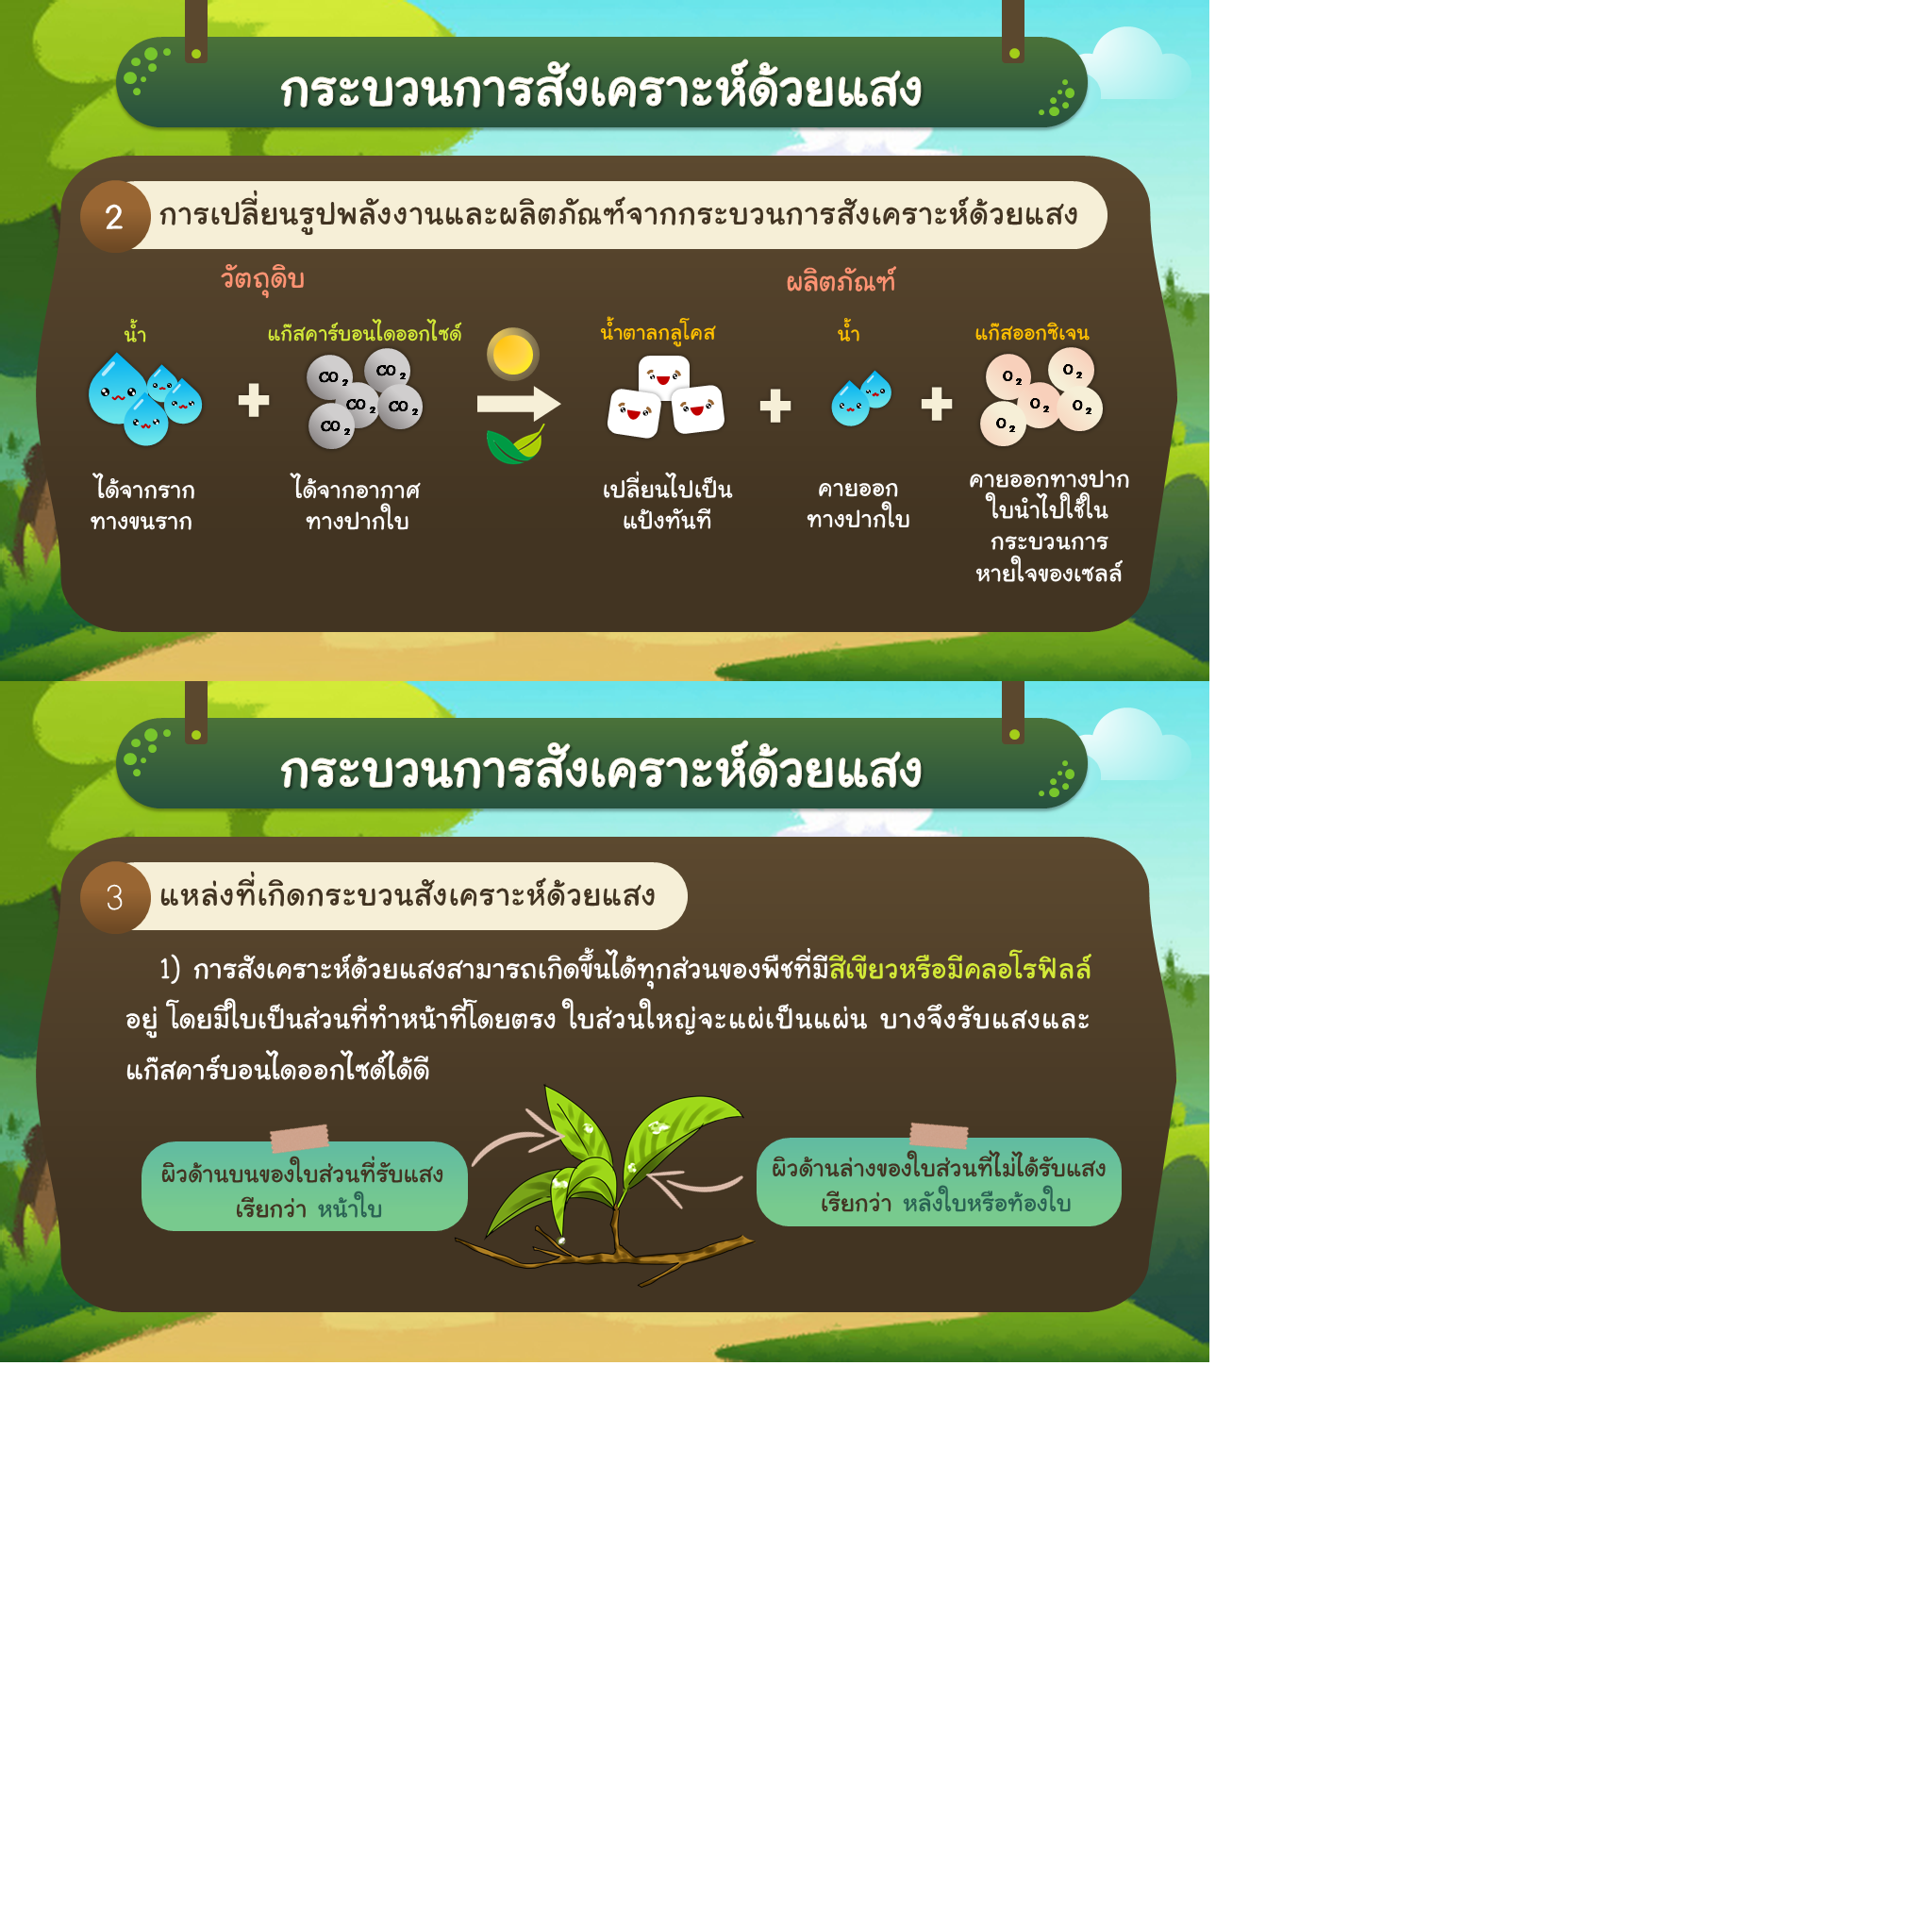 กระบวนการสังเคราะห์ด้วยแสง
2 การเปลี่ยนรูปพลังงานและผลิตภัณฑ์จากกระบวนการสังเคราะห์ด้วยแสง
วัตถุดิบ ผลิตภัณฑ์
น้ำ แก๊สคาร์บอนไดออกไซด์ น้ำตาลกลูโคส น้ำ แก๊สออกซิเจน
CO2 CO2 CO2 CO2 CO2
O2 O2 O2 O2 O2
ได้จากราก
ทางขนราก
ได้จากอากาศ
ทางปากใบ
เปลี่ยนไปเป็น
แป้งทันที
คายออก
ทางปากใบ
คายออกทางปาก
ใบนำไปใช้ใน
กระบวนการ
หายใจของเซลล์
กระบวนการสังเคราะห์ด้วยแสง
3 แหล่งที่เกิดกระบวนสังเคราะห์ด้วยแสง
1) การสังเคราะห์ด้วยแสงสามารถเกิดขึ้นได้ทุกส่วนของพืชที่มีสีเขียวหรือมีคลอโรฟิลล์
อยู่ โดยมีใบเป็นส่วนที่ทำหน้าที่โดยตรง ใบส่วนใหญ่จะแผ่เป็นแผ่น บางจึงรับแสงและ
แก๊สคาร์บอนไดออกไซด์ได้ดี
ผิวด้านบนของใบส่วนที่รับแสง
เรียกว่า หน้าใบ
ผิวด้านล่างของใบส่วนที่ไม่ได้รับแสง
เรียกว่า หลังใบหรือท้องใบ